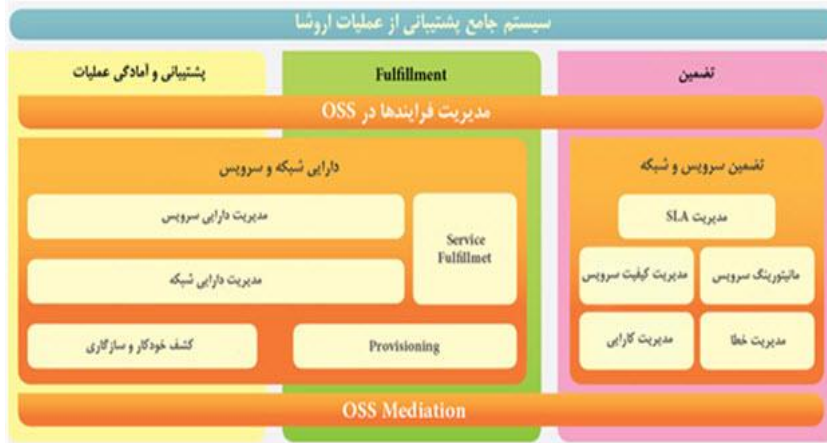 سیستم جامع پشتیبانی از عملیات اروشا
تضمین
Fulfillment
پشتیبانی و آمادگی عملیات
مدیریت فرایندها در OSS
تضمین سرویس و شبکه
مدیریت SLA
مانیتورینگ سرویس
مدیریت کیفیت سرویس
مدیریت خطا
مدیریت کارایی
دارایی شبکه و سرویس
Service
Fulfillmet
مدیریت دارایی سرویس
مدیریت دارایی شبکه
Provisioning
کشف خودکار و سازگاری
OSS Mediation